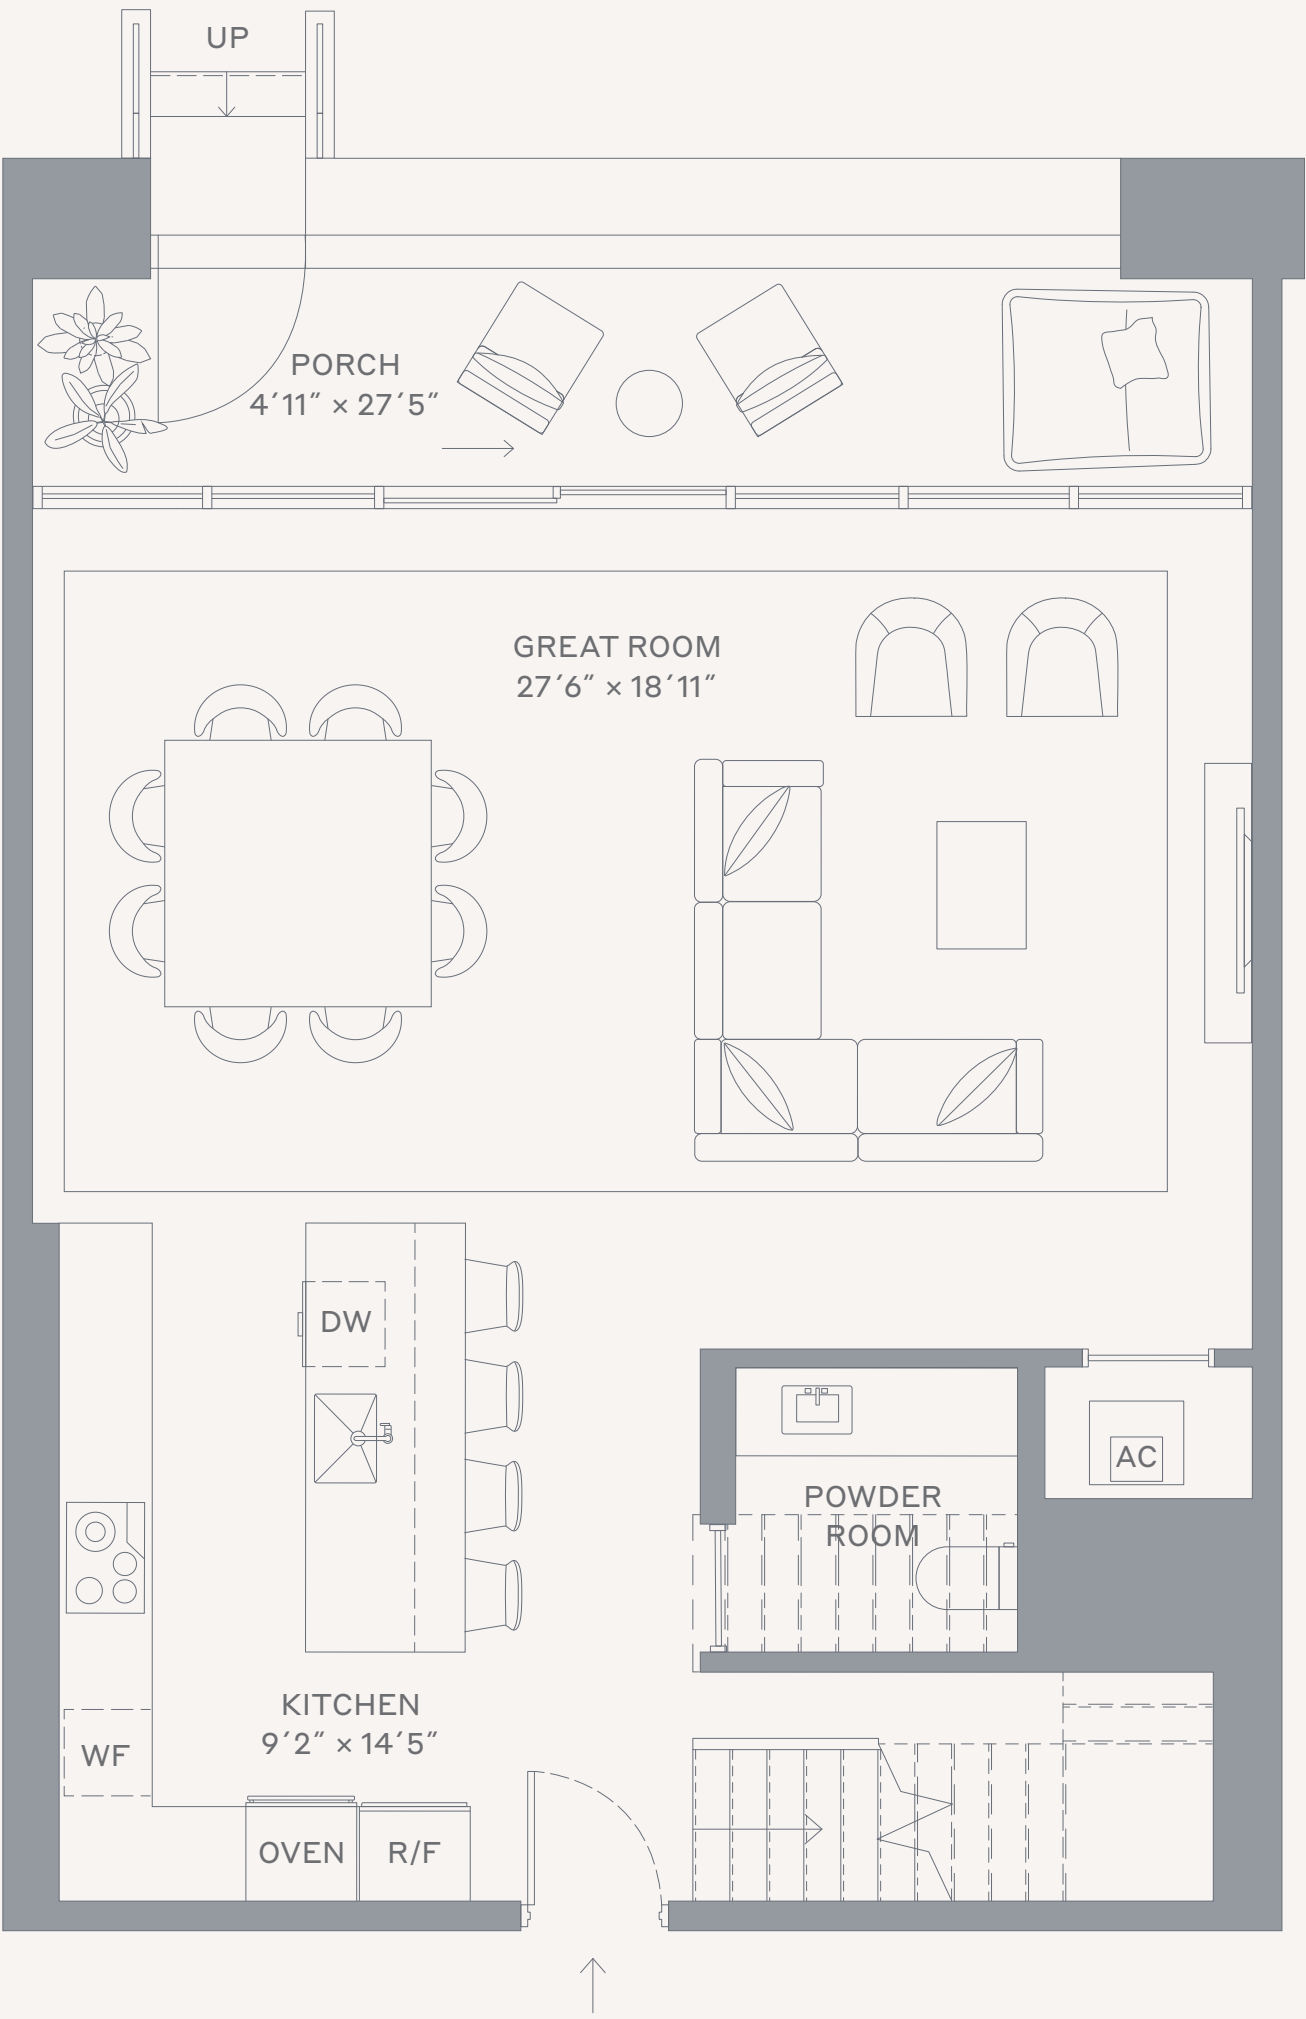 UP
PORCH
4´11˝ × 27´5˝
GREAT ROOM
27´6˝ × 18´11˝
DW
AC
POWDER
ROOM
KITCHEN
9´2˝ × 14´5˝
WF
OVEN
R/F